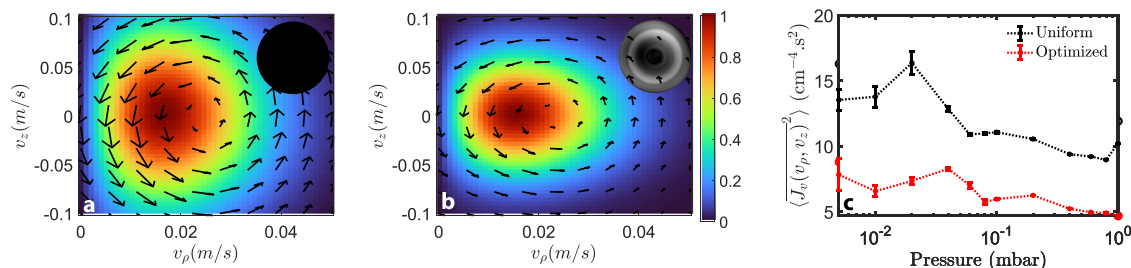 0.1
0.05
0
-0.05
-0.1
v_z(m/s)
0
0.02
0.04
v_ρ(m/s)
a
0.1
0.05
0
-0.05
-0.1
v_z(m/s)
0
0.02
0.04
v_ρ(m/s)
b
1
0.8
0.6
0.4
0.2
0
20
15
10
5
⟨J_v(v_ρ, v_z)^2⟩ (cm^-4.s^2)
Uniform
Optimized
c
10^-2
10^-1
10^0
Pressure (mbar)